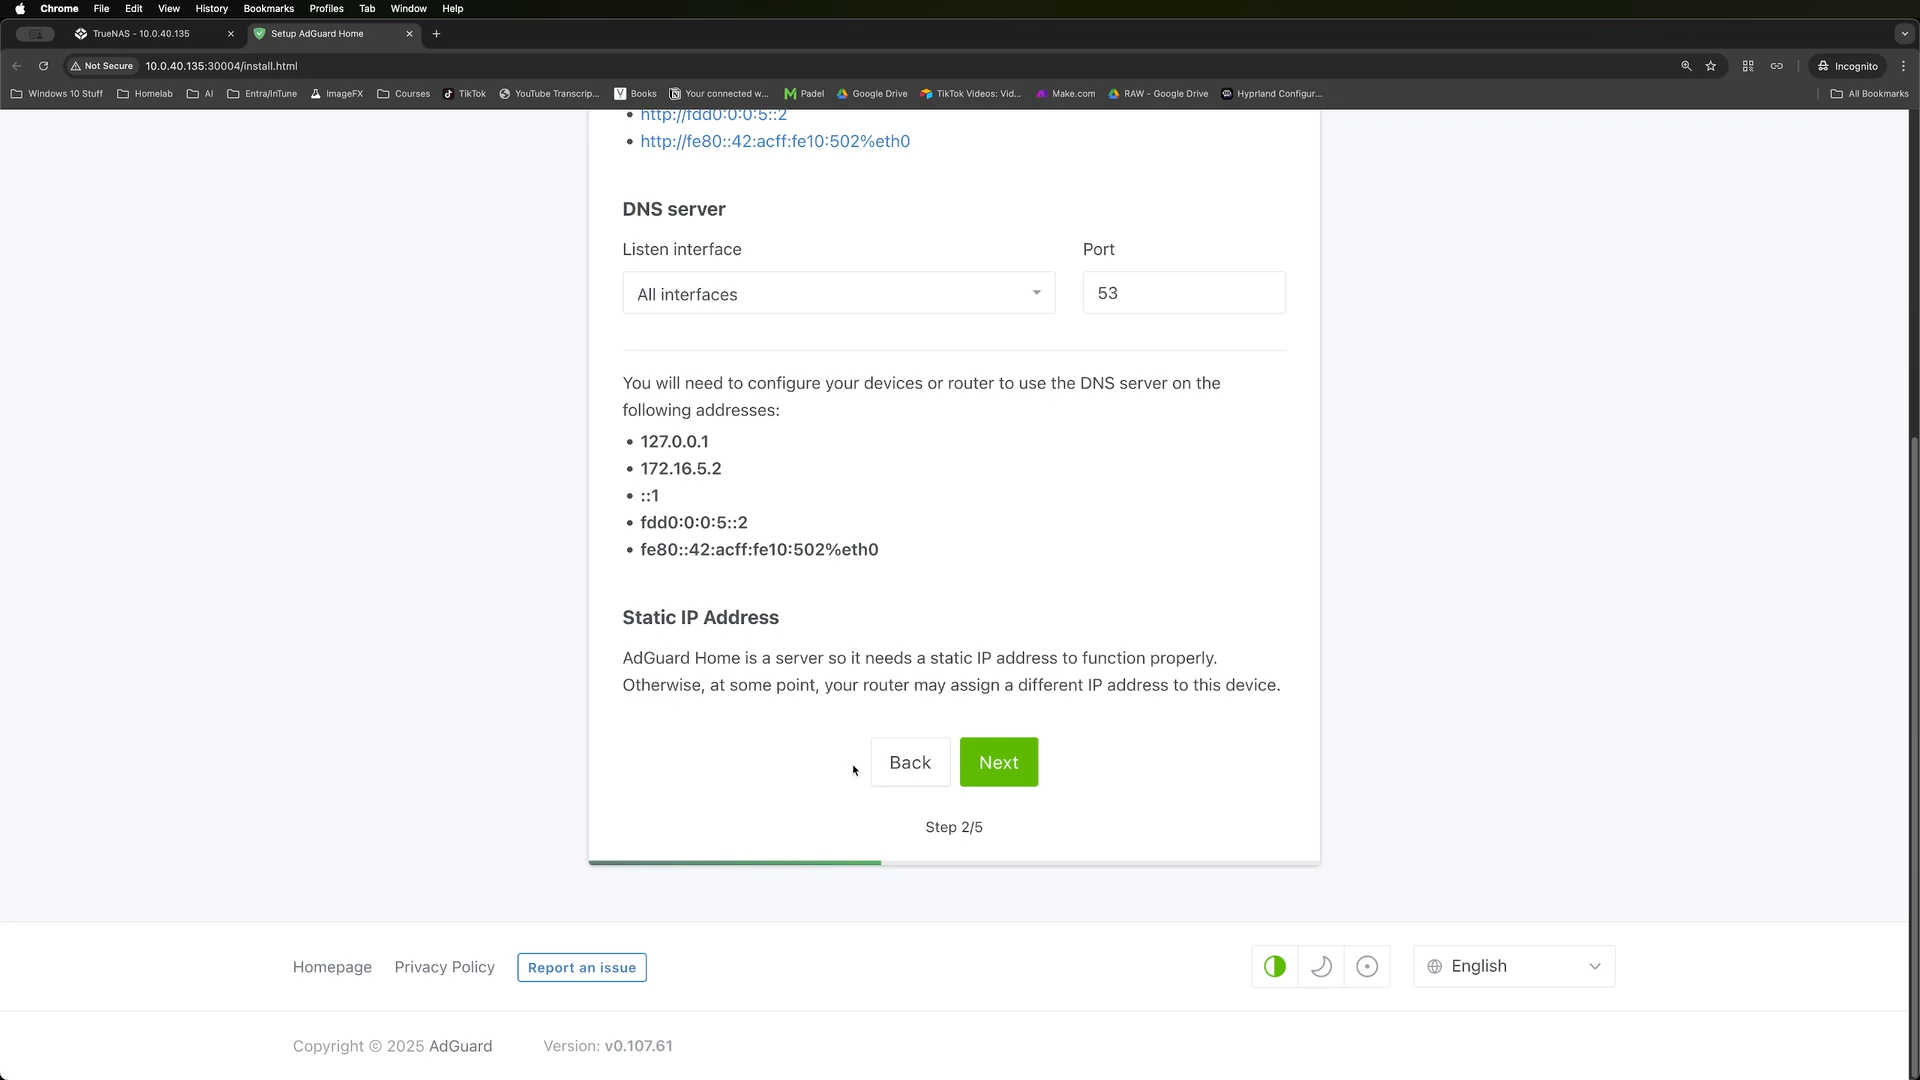 Chrome File Edit View History Bookmarks Profiles Tab Window Help
TrueNAS - 10.0.40.135
Setup AdGuard Home
Not Secure 10.0.40.135:30004/install.html Incognito
Windows 10 Stuff Homelab AI Entra/InTune ImageFX Courses TikTok YouTube Transcrip... Books Your connected w... Padel Google Drive TikTok Videos: Vid... Make.com RAW - Google Drive Hyprland Configur... All Bookmarks
• http://fdd0:0:0:5::2
• http://fe80::42:acff:fe10:502%eth0
DNS server
Listen interface Port
All interfaces 53
You will need to configure your devices or router to use the DNS server on the
following addresses:
• 127.0.0.1
• 172.16.5.2
• ::1
• fdd0:0:0:5::2
• fe80::42:acff:fe10:502%eth0
Static IP Address
AdGuard Home is a server so it needs a static IP address to function properly.
Otherwise, at some point, your router may assign a different IP address to this device.
Back Next
Step 2/5
Homepage Privacy Policy Report an issue English
Copyright © 2025 AdGuard Version: v0.107.61